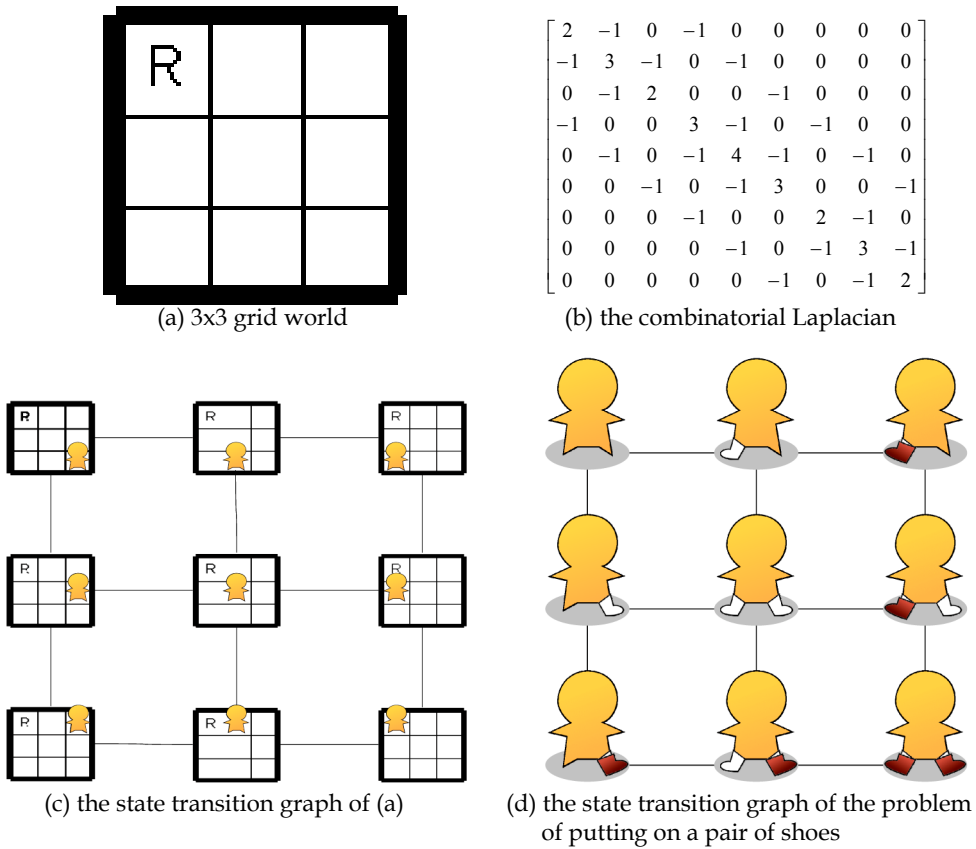 R
2 −1 0 −1 0 0 0 0 0
−1 3 −1 0 −1 0 0 0 0
0 −1 2 0 0 −1 0 0 0
−1 0 0 3 −1 0 −1 0 0
0 −1 0 −1 4 −1 0 −1 0
0 0 −1 0 −1 3 0 0 −1
0 0 0 −1 0 0 2 −1 0
0 0 0 0 −1 0 −1 3 −1
0 0 0 0 0 −1 0 −1 2
(a) 3x3 grid world
(b) the combinatorial Laplacian
R R R
R R R
R R
(c) the state transition graph of (a)
(d) the state transition graph of the problem
of putting on a pair of shoes